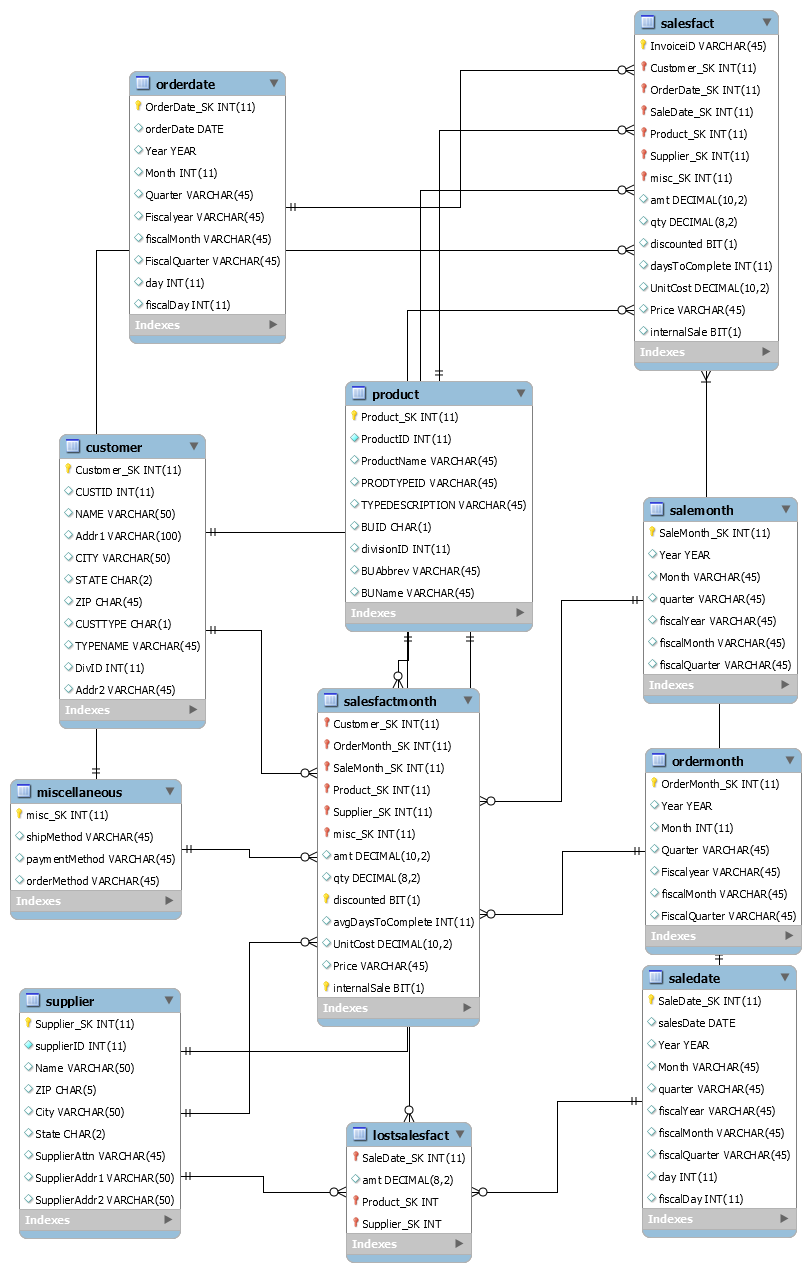 salesfact
InvoiceiD VARCHAR(45)
Customer_SK INT(11)
OrderDate_SK INT(11)
SaleDate_SK INT(11)
Product_SK INT(11)
Supplier_SK INT(11)
misc_SK INT(11)
amt DECIMAL(10,2)
qty DECIMAL(8,2)
discounted BIT(1)
daysToComplete INT(11)
UnitCost DECIMAL(10,2)
Price VARCHAR(45)
internalSale BIT(1)
Indexes
orderdate
OrderDate_SK INT(11)
orderDate DATE
Year YEAR
Month INT(11)
Quarter VARCHAR(45)
Fiscalyear VARCHAR(45)
fiscalMonth VARCHAR(45)
FiscalQuarter VARCHAR(45)
day INT(11)
fiscalDay INT(11)
Indexes
product
Product_SK INT(11)
ProductID INT(11)
ProductName VARCHAR(45)
PRODTYPEID VARCHAR(45)
TYPEDESCRIPTION VARCHAR(45)
BUID CHAR(1)
divisionID INT(11)
BUAbbrev VARCHAR(45)
BUName VARCHAR(45)
Indexes
customer
Customer_SK INT(11)
CUSTID INT(11)
NAME VARCHAR(50)
Addr1 VARCHAR(100)
CITY VARCHAR(50)
STATE CHAR(2)
ZIP CHAR(45)
CUSTTYPE CHAR(1)
TYPENAME VARCHAR(45)
DivID INT(11)
Addr2 VARCHAR(45)
Indexes
salemonth
SaleMonth_SK INT(11)
Year YEAR
Month VARCHAR(45)
quarter VARCHAR(45)
fiscalYear VARCHAR(45)
fiscalMonth VARCHAR(45)
fiscalQuarter VARCHAR(45)
Indexes
salesfactmonth
Customer_SK INT(11)
OrderMonth_SK INT(11)
SaleMonth_SK INT(11)
Product_SK INT(11)
Supplier_SK INT(11)
misc_SK INT(11)
amt DECIMAL(10,2)
qty DECIMAL(8,2)
discounted BIT(1)
avgDaysToComplete INT(11)
UnitCost DECIMAL(10,2)
Price VARCHAR(45)
internalSale BIT(1)
Indexes
ordermonth
OrderMonth_SK INT(11)
Year YEAR
Month INT(11)
Quarter VARCHAR(45)
Fiscalyear VARCHAR(45)
fiscalMonth VARCHAR(45)
FiscalQuarter VARCHAR(45)
Indexes
miscellaneous
misc_SK INT(11)
shipMethod VARCHAR(45)
paymentMethod VARCHAR(45)
orderMethod VARCHAR(45)
Indexes
supplier
Supplier_SK INT(11)
supplierID INT(11)
Name VARCHAR(50)
ZIP CHAR(5)
City VARCHAR(50)
State CHAR(2)
SupplierAttn VARCHAR(45)
SupplierAddr1 VARCHAR(50)
SupplierAddr2 VARCHAR(50)
Indexes
saledate
SaleDate_SK INT(11)
salesDate DATE
Year YEAR
Month VARCHAR(45)
quarter VARCHAR(45)
fiscalYear VARCHAR(45)
fiscalMonth VARCHAR(45)
fiscalQuarter VARCHAR(45)
day INT(11)
fiscalDay INT(11)
Indexes
lostsalesfact
SaleDate_SK INT(11)
amt DECIMAL(8,2)
Product_SK INT
Supplier_SK INT
Indexes